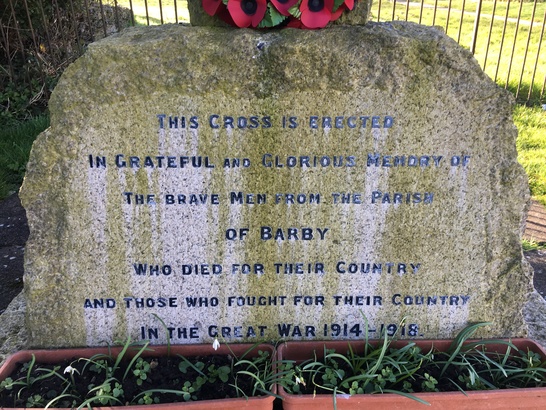 THIS CROSS IS ERECTED
IN GRATEFUL AND GLORIOUS MEMORY OF
THE BRAVE MEN FROM THE PARISH
OF BARBY
WHO DIED FOR THEIR COUNTRY
AND THOSE WHO FOUGHT FOR THEIR COUNTRY
IN THE GREAT WAR 1914-1918.